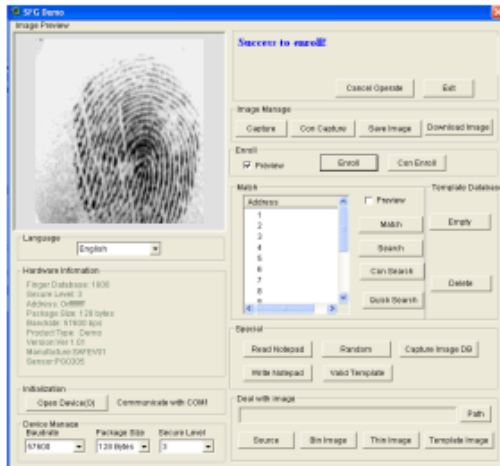 SFG Demo
Image Preview
Success to enroll!
Cancel Operate Exit
Image Manage
Capture Con Capture Save Image Download Image
Enroll
Preview Enroll Con Enroll
Match Template Database
Address Preview
1
2
3
4
5
6
7
8
9
Match Empty
Search
Con Search Delete
Quick Search
Language
English
Hardware Infomation
Finger Database: 1000
Secure Level: 3
Address: 0xffffffff
Package Size: 128 bytes
Baudrate: 57600 bps
Product Type: Demo
Version:Ver 1.01
Sensor:
Special
Read Notepad Random Capture Image DB
Write Notepad Valid Template
Initialization
Open Device(O) Communicate with COM1
Deal with image
Path
Source Bin Image Thin Image Template Image
Device Manage
Baudrate Package Size Secure Level
57600 128 Bytes 3